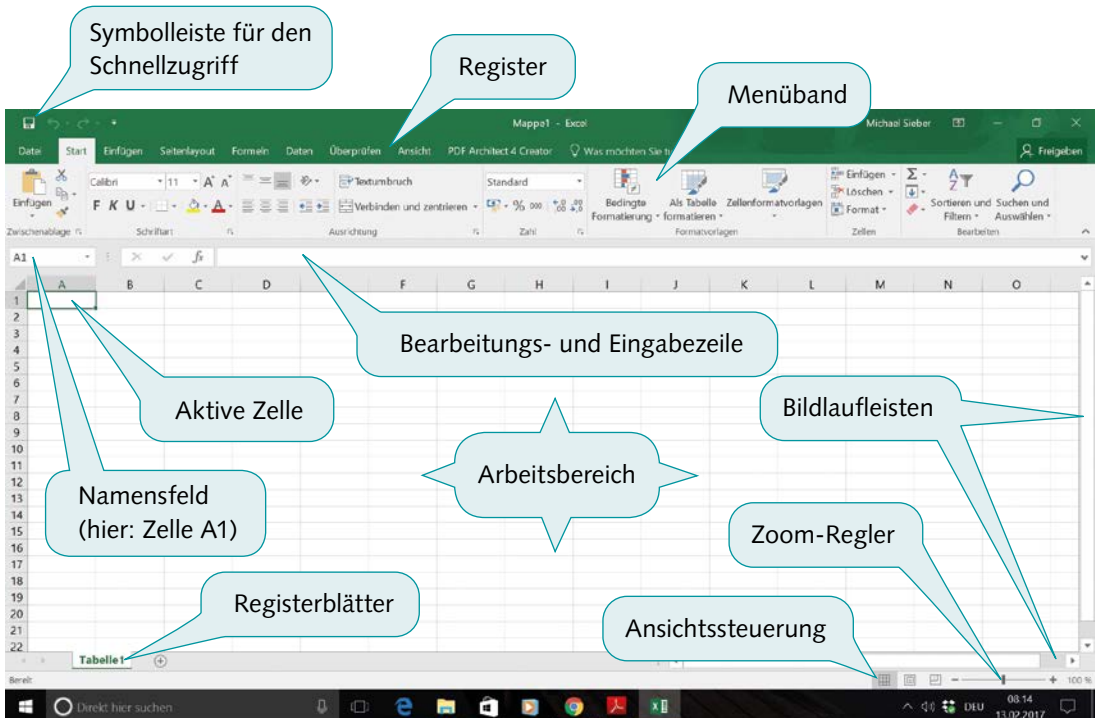 Symbolleiste für den
Schnellzugriff
Register
Menüband
Mappe1 - Excel
Michael Sieber
Datei Start Einfügen Seitenlayout Formeln Daten Überprüfen Ansicht PDF Architect 4 Creator Was möchten Sie
Freigeben
Calibri 11 A A Textumbruch Standard Einfügen Σ
Einfügen F K U A Verbinden und zentrieren % 000 Bedingte Als Tabelle Zellenformatvorlagen Löschen Sortieren und Suchen und
Formatierung formatieren Format Filtern Auswählen
Zwischenablage Schriftart Ausrichtung Zahl Formatvorlagen Zellen Bearbeiten
A1 fx
A B C D F G H I J K L M N O
1
2
3
4
5
6
7
8
9
10
11
12
13
14
15
16
17
18
19
20
21
22
Bearbeitungs- und Eingabezeile
Aktive Zelle
Bildlaufleisten
Arbeitsbereich
Namensfeld
(hier: Zelle A1)
Zoom-Regler
Registerblätter
Ansichtssteuerung
Tabelle1
Bereit
100 %
Direkt hier suchen
DEU
08:14
13.02.2017